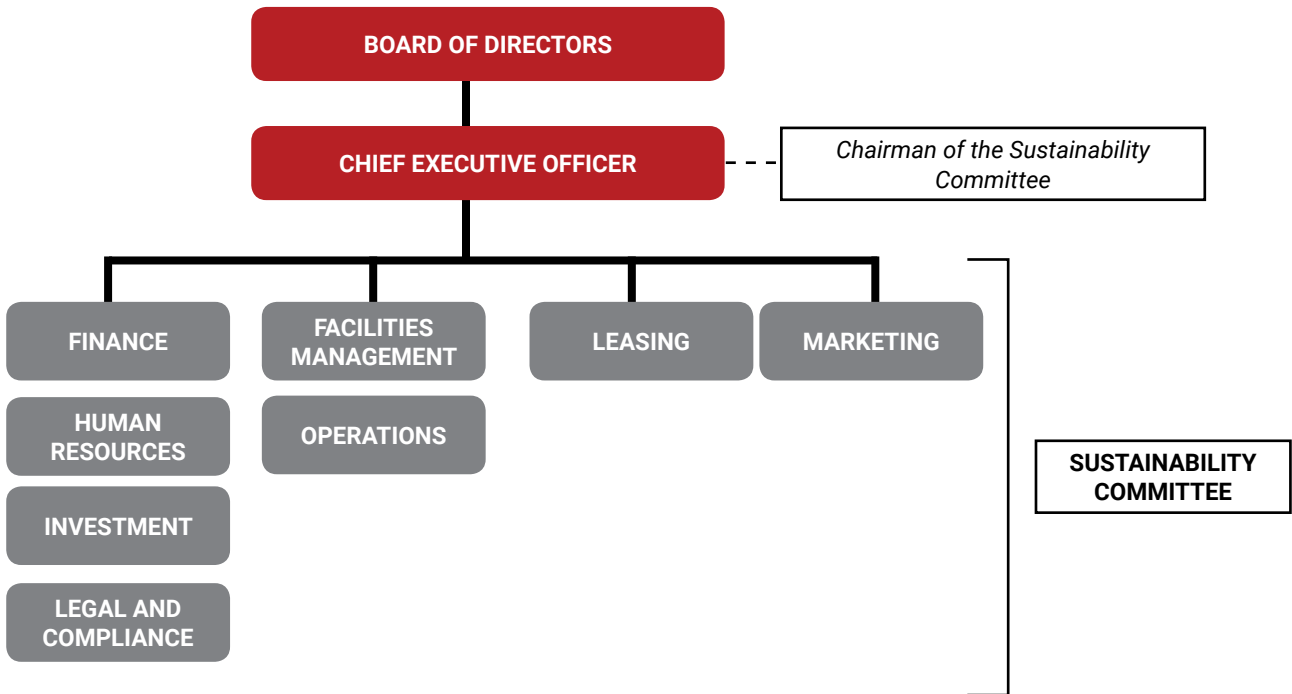 BOARD OF DIRECTORS
CHIEF EXECUTIVE OFFICER
Chairman of the Sustainability
Committee
FINANCE
FACILITIES
MANAGEMENT
LEASING
MARKETING
HUMAN
RESOURCES
OPERATIONS
SUSTAINABILITY
COMMITTEE
INVESTMENT
LEGAL AND
COMPLIANCE